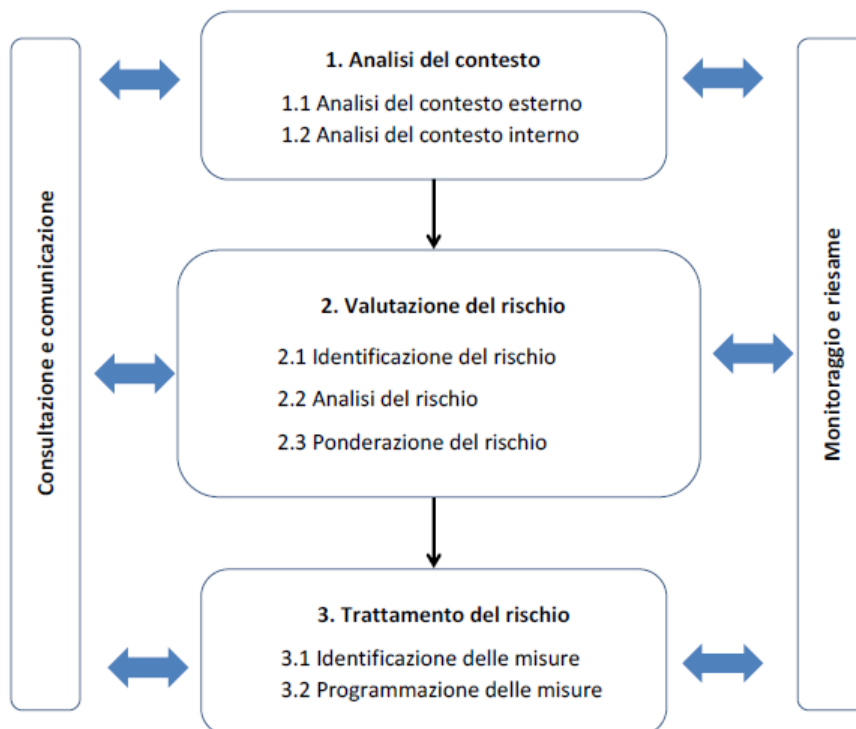 Consultazione e comunicazione
1. Analisi del contesto
1.1 Analisi del contesto esterno
1.2 Analisi del contesto interno
2. Valutazione del rischio
2.1 Identificazione del rischio
2.2 Analisi del rischio
2.3 Ponderazione del rischio
3. Trattamento del rischio
3.1 Identificazione delle misure
3.2 Programmazione delle misure
Monitoraggio e riesame